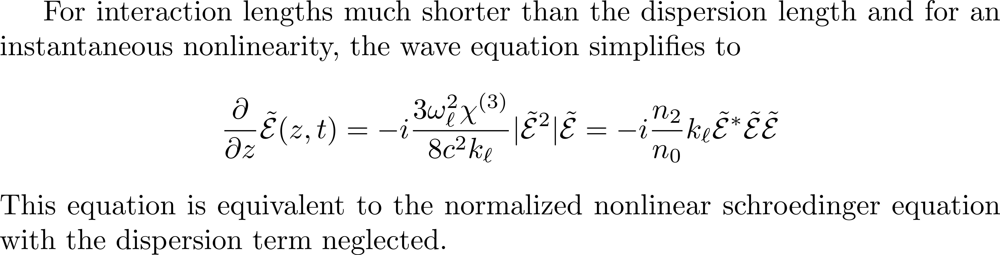 For interaction lengths much shorter than the dispersion length and for an
instantaneous nonlinearity, the wave equation simplifies to
$$\frac{\partial}{\partial z}\tilde{\mathcal{E}}(z,t) = -i\frac{3\omega_\ell^2\chi^{(3)}}{8c^2k_\ell}|\tilde{\mathcal{E}}^2|\tilde{\mathcal{E}} = -i\frac{n_2}{n_0}k_\ell\tilde{\mathcal{E}}^*\tilde{\mathcal{E}}\tilde{\mathcal{E}}$$
This equation is equivalent to the normalized nonlinear schroedinger equation
with the dispersion term neglected.